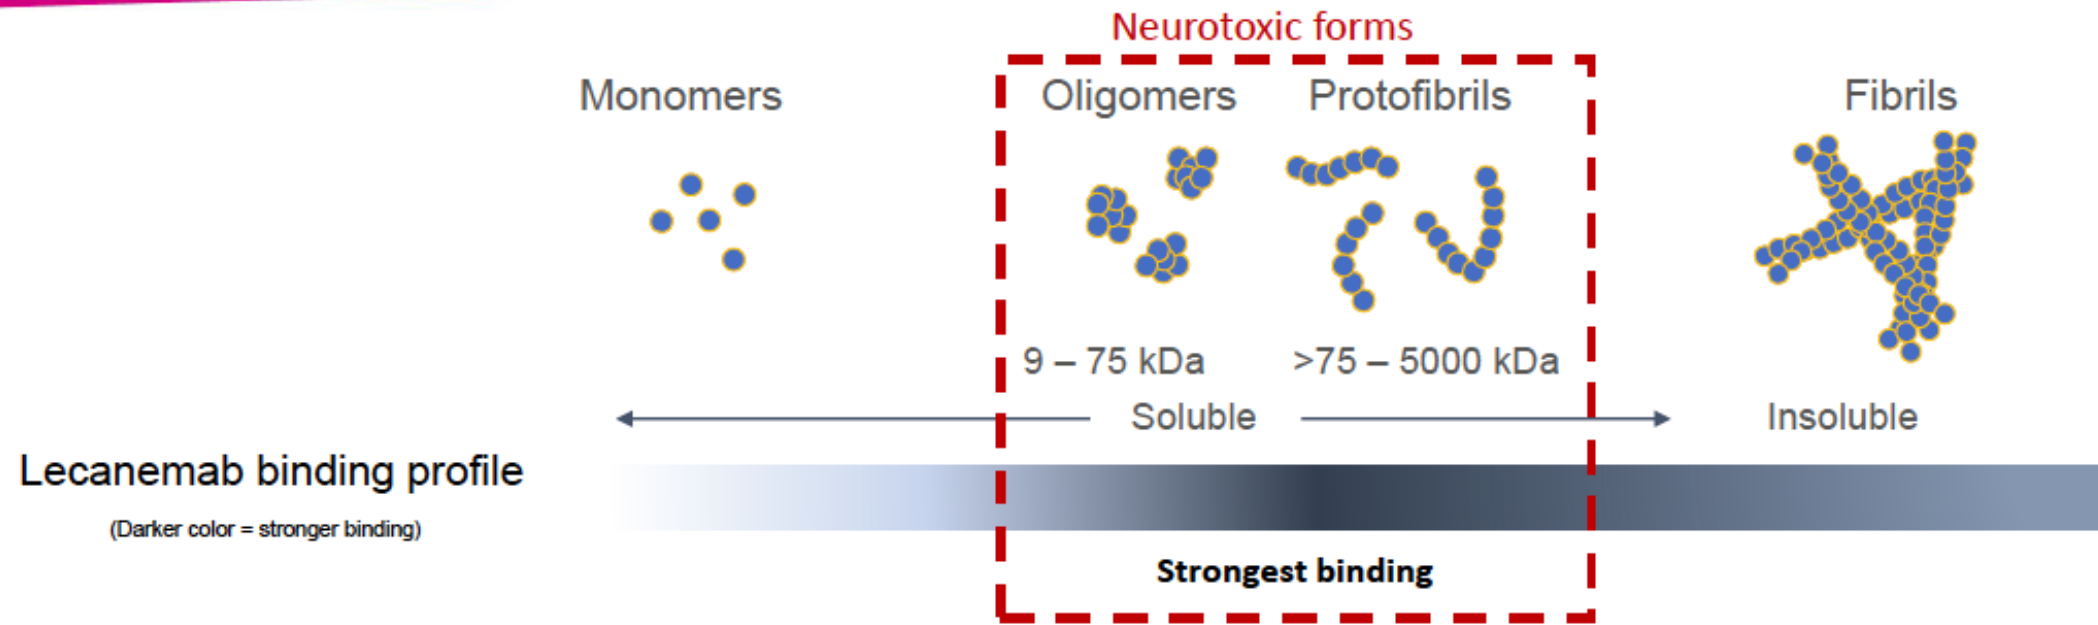 Neurotoxic forms
Monomers
Oligomers
Protofibrils
Fibrils
9 – 75 kDa
>75 – 5000 kDa
Soluble
Insoluble
Lecanemab binding profile
(Darker color = stronger binding)
Strongest binding